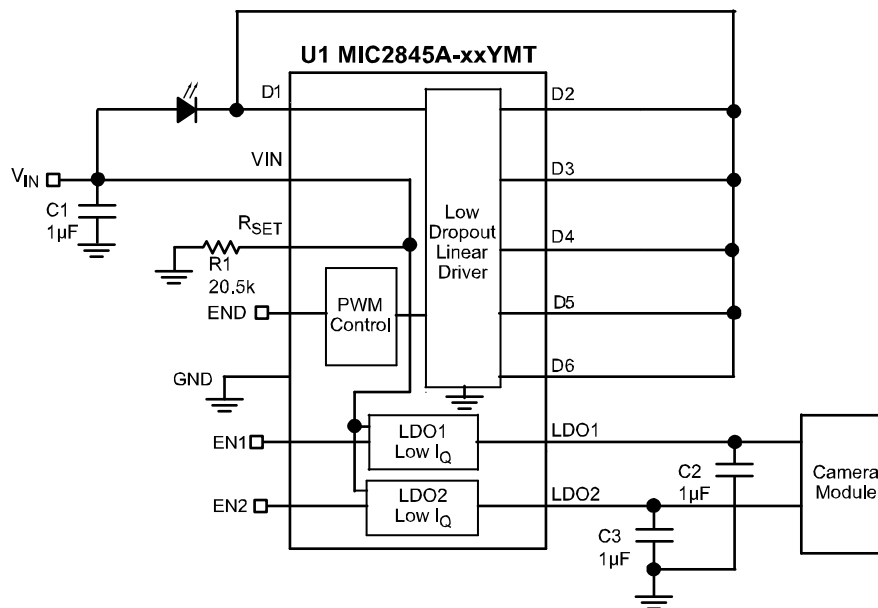 U1 MIC2845A-xxYMT
D1
D2
VIN
D3
VIN
C1
1µF
RSET
Low
Dropout
Linear
Driver
D4
R1
20.5k
END
PWM
Control
D5
GND
D6
EN1
LDO1
Low IQ
LDO1
C2
1µF
Camera
Module
EN2
LDO2
Low IQ
LDO2
C3
1µF